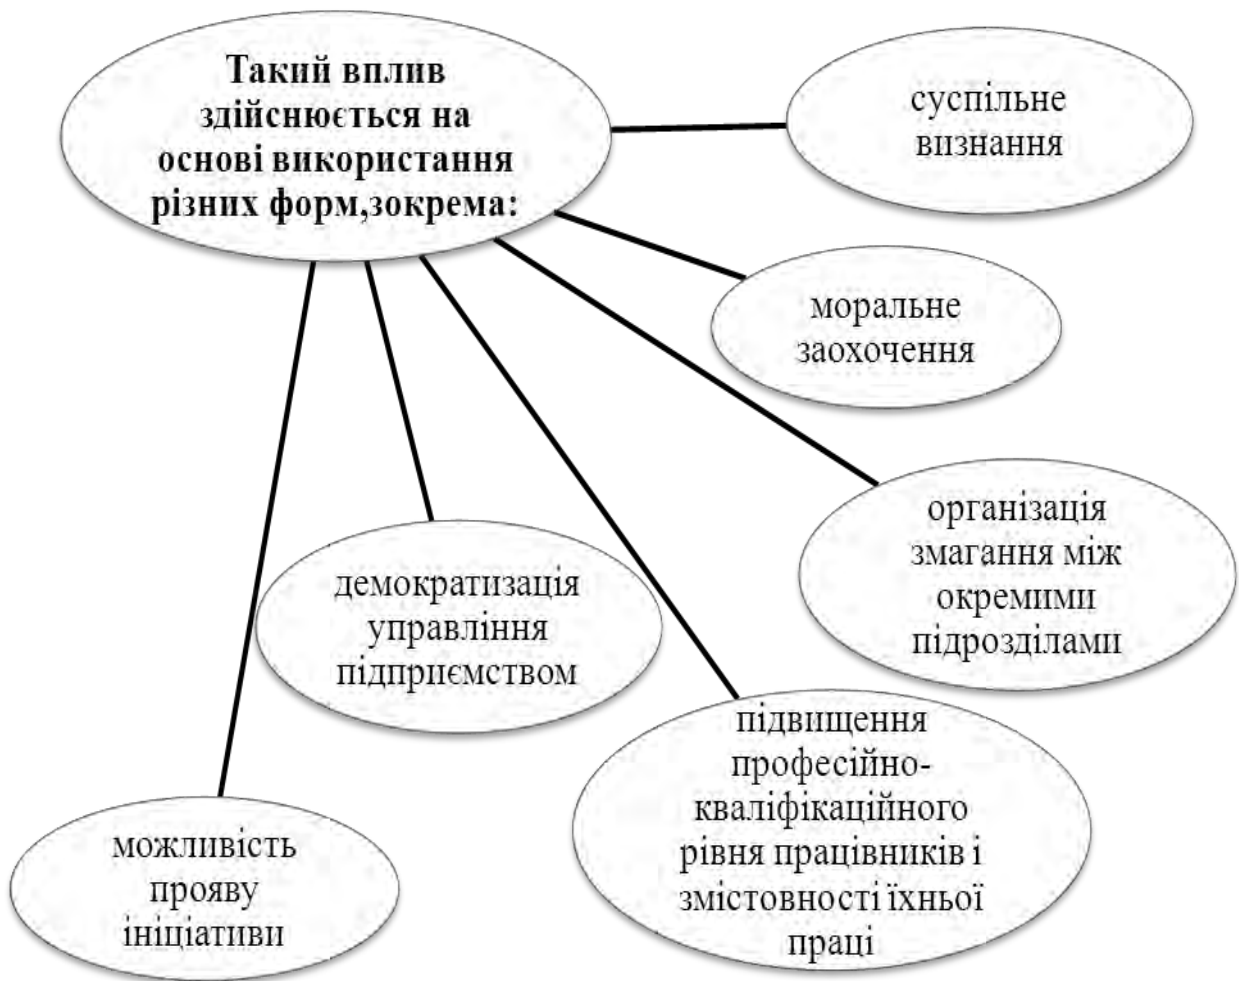 Такий вплив
здійснюється на
основі використання
різних форм,зокрема:
суспільне
визнання
моральне
заохочення
організація
змагання між
окремими
підрозділами
демократизація
управління
підприємством
підвищення
професійно-
кваліфікаційного
рівня працівників і
змістовності їхньої
праці
можливість
прояву
ініціативи